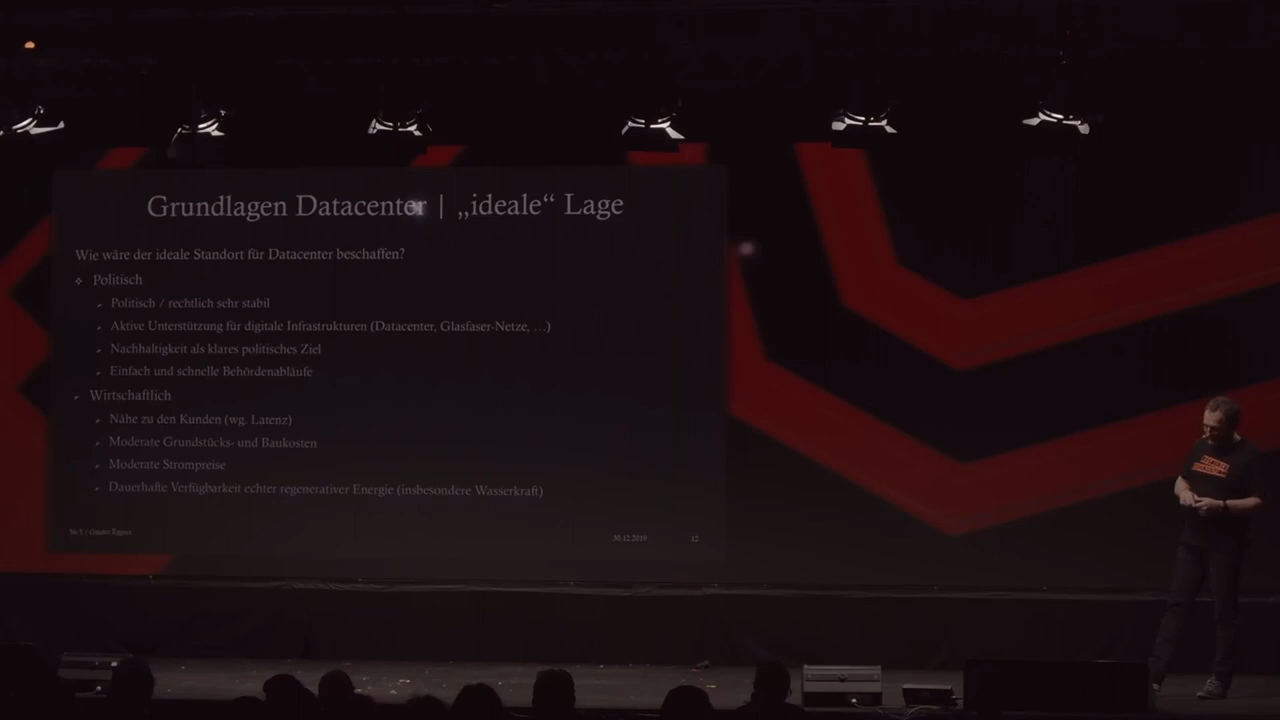 Grundlagen Datacenter | „ideale“ Lage
Wie wäre der ideale Standort für Datacenter beschaffen?
Politisch
Politisch / rechtlich sehr stabil
Aktive Unterstützung für digitale Infrastrukturen (Datacenter, Glasfaser-Netze, …)
Nachhaltigkeit als klares politisches Ziel
Einfach und schnelle Behördenabläufe
Wirtschaftlich
Nähe zu den Kunden (wg. Latenz)
Moderate Grundstücks- und Baukosten
Moderate Strompreise
Dauerhafte Verfügbarkeit echter regenerativer Energie (insbesondere Wasserkraft)
30.12.2019
12